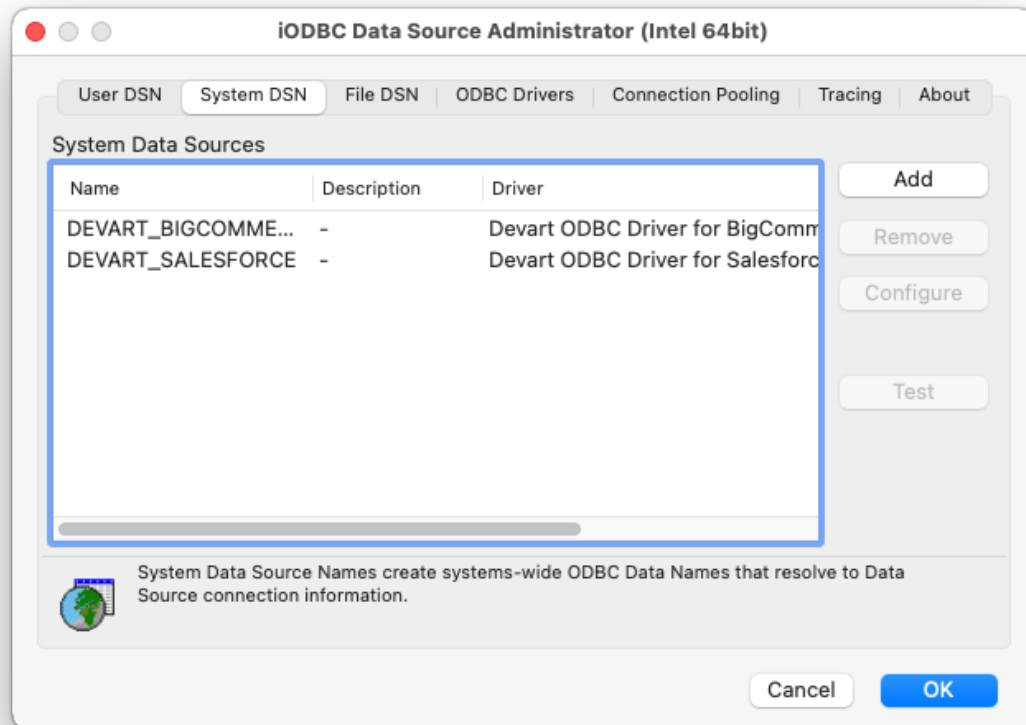 iODBC Data Source Administrator (Intel 64bit)
User DSN System DSN File DSN ODBC Drivers Connection Pooling Tracing About
System Data Sources
Name Description Driver
DEVART_BIGCOMME... - Devart ODBC Driver for BigComm
DEVART_SALESFORCE - Devart ODBC Driver for Salesforc
Add
Remove
Configure
Test
System Data Source Names create systems-wide ODBC Data Names that resolve to Data
Source connection information.
Cancel OK